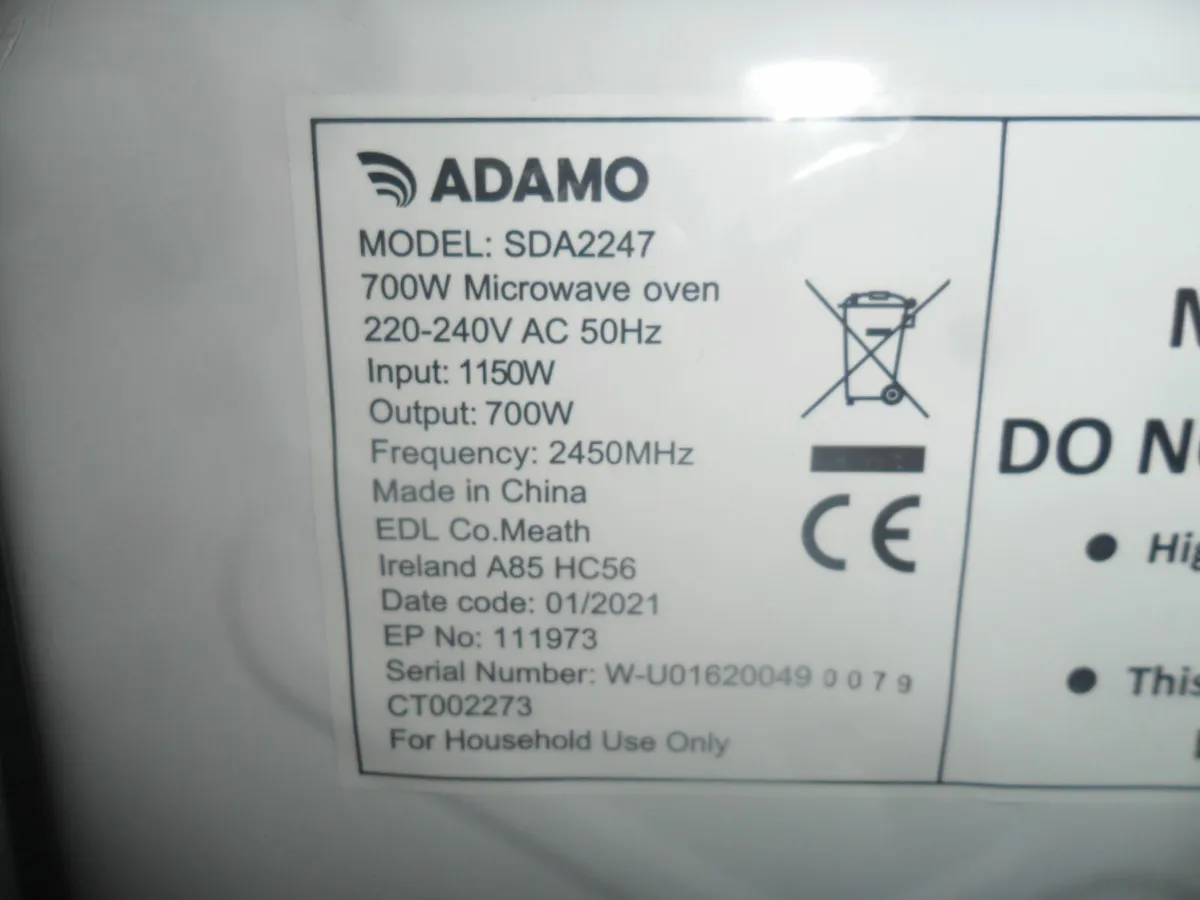 ADAMO
MODEL: SDA2247
700W Microwave oven
220-240V AC 50Hz
Input: 1150W
Output: 700W
Frequency: 2450MHz
Made in China
EDL Co.Meath
Ireland A85 HC56
Date code: 01/2021
EP No: 111973
Serial Number: W-U01620049 0 0 7 9
CT002273
For Household Use Only
CE
DO
This